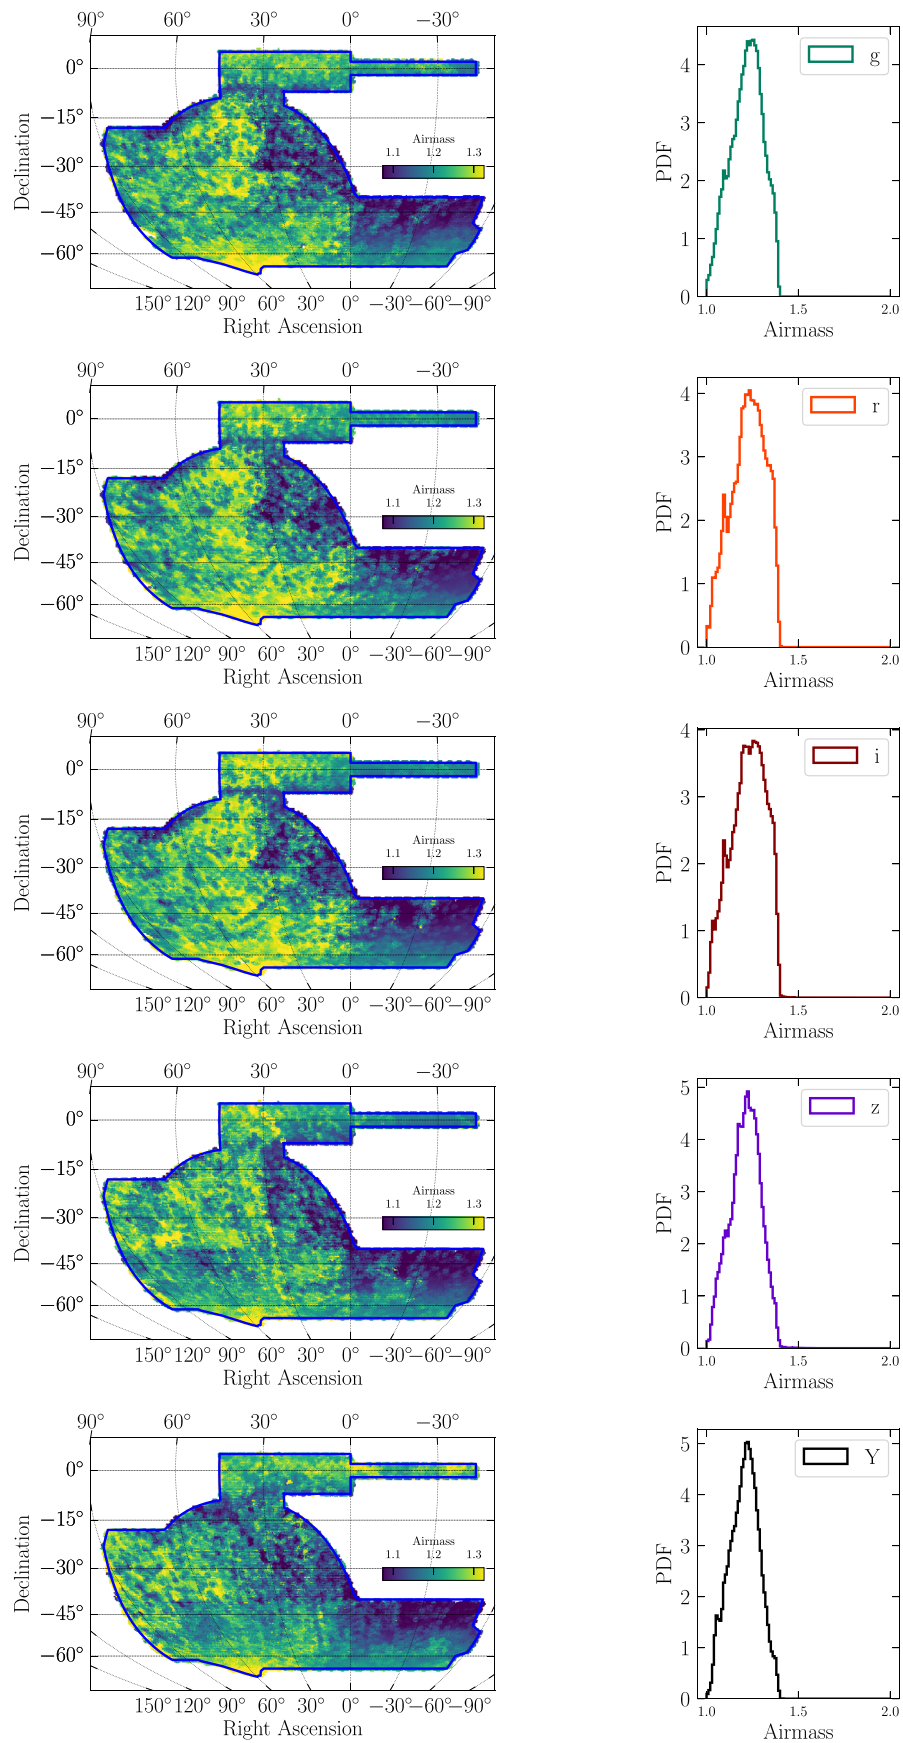 90° 60° 30° 0° −30°
0°
−15°
−30°
−45°
−60°
Declination
Airmass
1.1 1.2 1.3
150° 120° 90° 60° 30° 0° −30° −60° −90°
Right Ascension
g
4
3
2
1
0
PDF
1.0 1.5 2.0
Airmass
90° 60° 30° 0° −30°
0°
−15°
−30°
−45°
−60°
Declination
Airmass
1.1 1.2 1.3
150° 120° 90° 60° 30° 0° −30° −60° −90°
Right Ascension
r
4
3
2
1
0
PDF
1.0 1.5 2.0
Airmass
90° 60° 30° 0° −30°
0°
−15°
−30°
−45°
−60°
Declination
Airmass
1.1 1.2 1.3
150° 120° 90° 60° 30° 0° −30° −60° −90°
Right Ascension
i
4
3
2
1
0
PDF
1.0 1.5 2.0
Airmass
90° 60° 30° 0° −30°
0°
−15°
−30°
−45°
−60°
Declination
Airmass
1.1 1.2 1.3
150° 120° 90° 60° 30° 0° −30° −60° −90°
Right Ascension
z
5
4
3
2
1
0
PDF
1.0 1.5 2.0
Airmass
90° 60° 30° 0° −30°
0°
−15°
−30°
−45°
−60°
Declination
Airmass
1.1 1.2 1.3
150° 120° 90° 60° 30° 0° −30° −60° −90°
Right Ascension
Y
5
4
3
2
1
0
PDF
1.0 1.5 2.0
Airmass